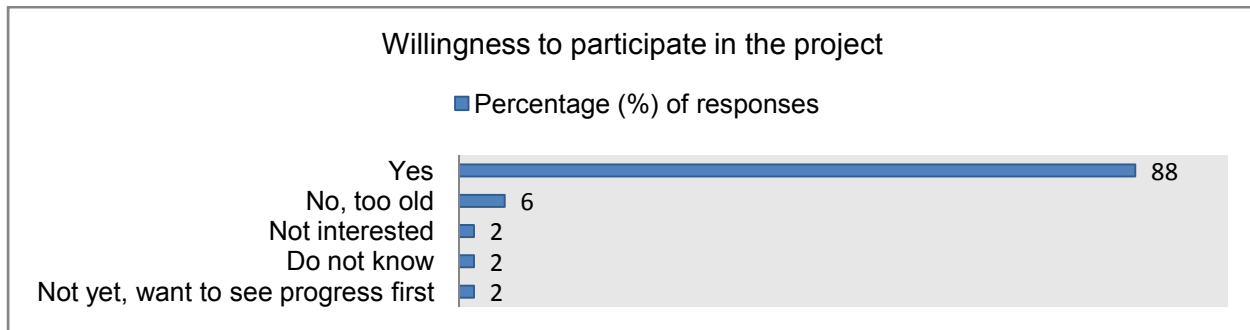 Willingness to participate in the project
Percentage (%) of responses
Yes 88
No, too old 6
Not interested 2
Do not know 2
Not yet, want to see progress first 2